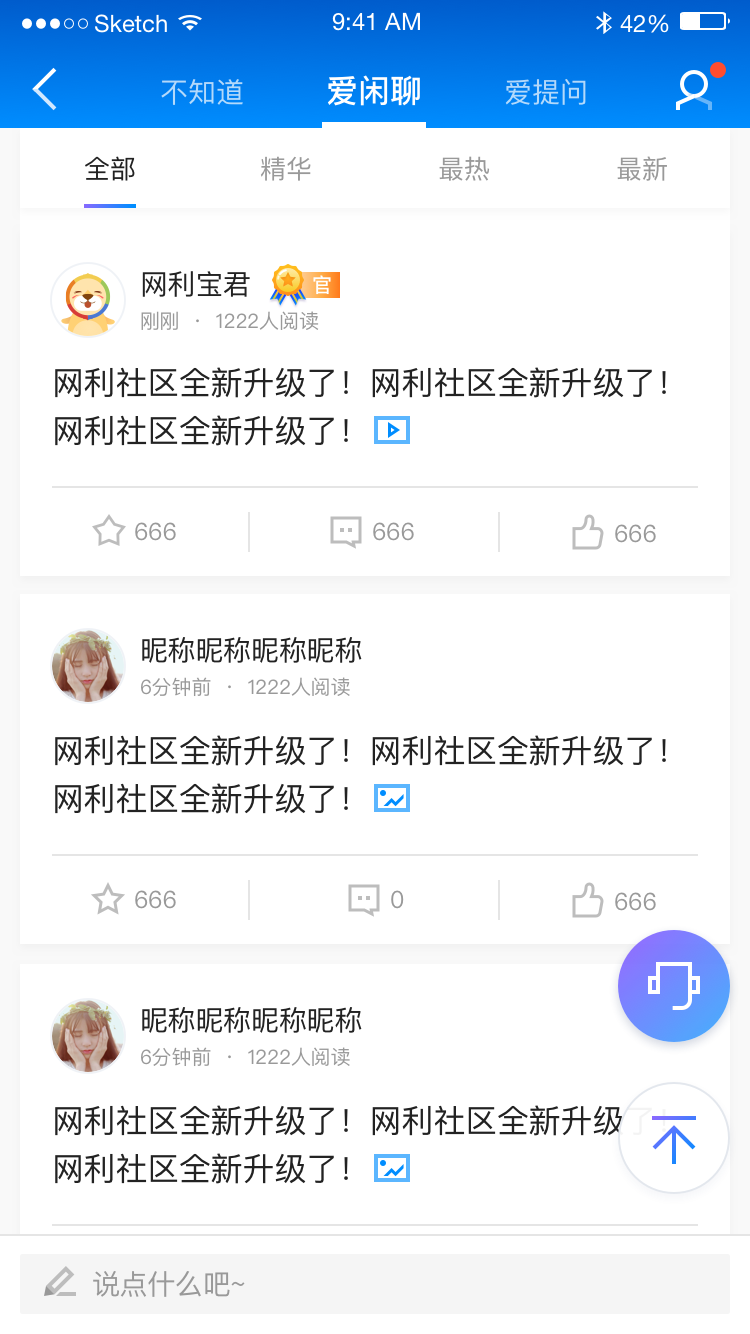 Sketch 9:41 AM 42%
不知道 爱闲聊 爱提问
全部 精华 最热 最新
网利宝君 官
刚刚 · 1222人阅读
网利社区全新升级了！网利社区全新升级了！
网利社区全新升级了！
666 666 666
昵称昵称昵称昵称
6分钟前 · 1222人阅读
网利社区全新升级了！网利社区全新升级了！
网利社区全新升级了！
666 0 666
昵称昵称昵称昵称
6分钟前 · 1222人阅读
网利社区全新升级了！网利社区全新升级了！
网利社区全新升级了！
说点什么吧~